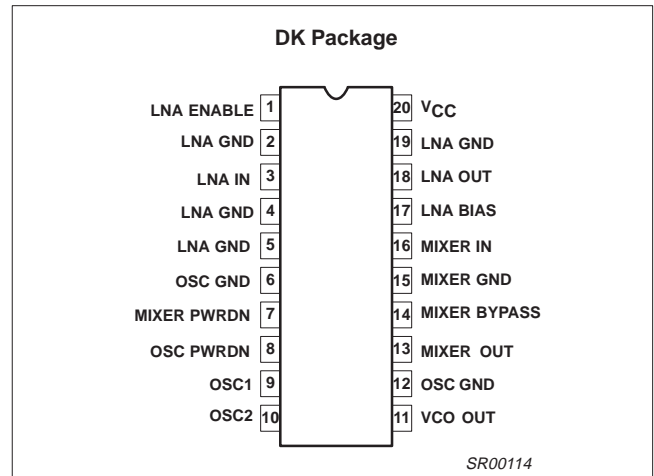 DK Package
LNA ENABLE 1 20 VCC
LNA GND 2 19 LNA GND
LNA IN 3 18 LNA OUT
LNA GND 4 17 LNA BIAS
LNA GND 5 16 MIXER IN
OSC GND 6 15 MIXER GND
MIXER PWRDN 7 14 MIXER BYPASS
OSC PWRDN 8 13 MIXER OUT
OSC1 9 12 OSC GND
OSC2 10 11 VCO OUT
SR00114